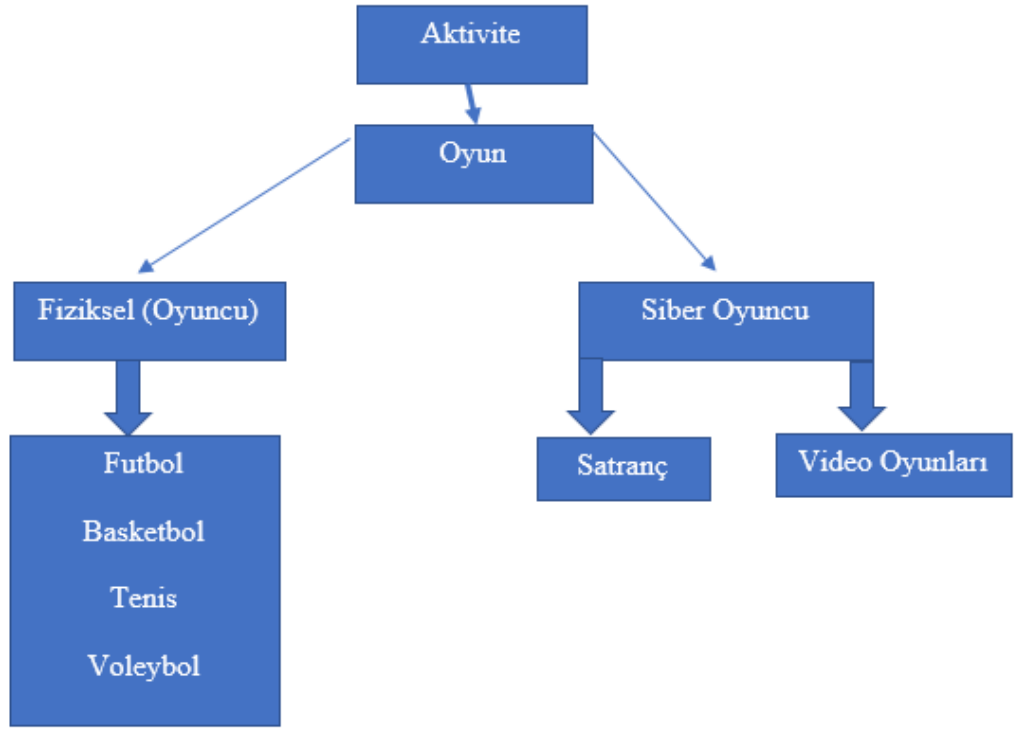 Aktivite
Oyun
Fiziksel (Oyuncu)
Siber Oyuncu
Futbol
Basketbol
Tenis
Voleybol
Satranç
Video Oyunları